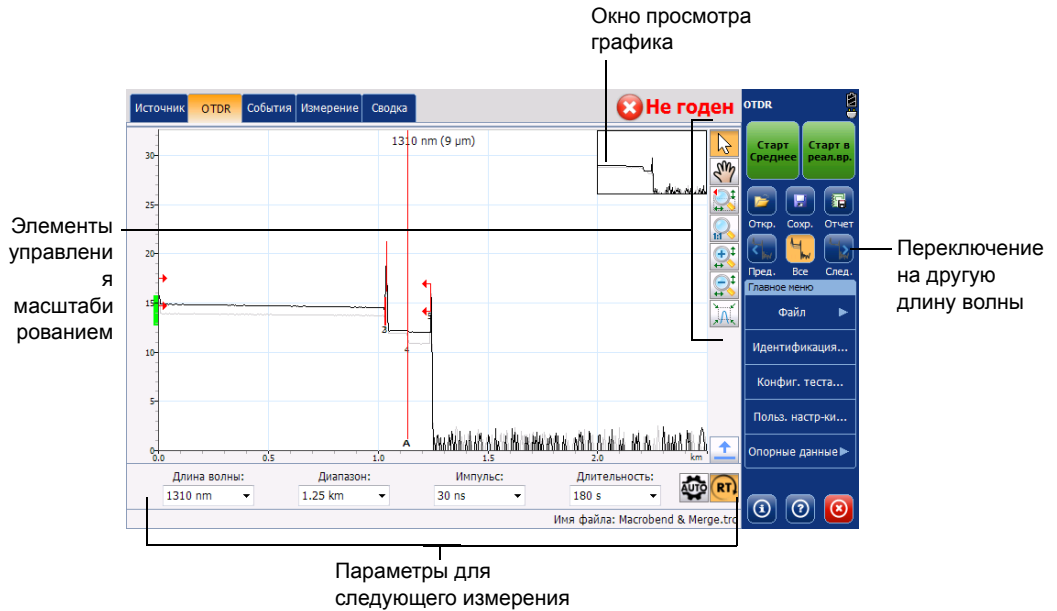 Окно просмотра
графика
Источник OTDR События Измерение Сводка
Не годен
OTDR
1310 nm (9 μm)
30
25
20
15
10
5
0
0.0 0.5 1.0 1.5 2.0 km
2
4
A
Старт
Среднее
Старт в
реал.вр.
Откр. Сохр. Отчет
Пред. Все След.
Главное меню
Файл
Идентификация...
Конфиг. теста...
Польз. настр-ки...
Опорные данные
1:1
Элементы
управлени
я
масштаби
рованием
Переключение
на другую
длину волны
Длина волны: Диапазон: Импульс: Длительность:
1310 nm 1.25 km 30 ns 180 s
AUTO RT
Имя файла: Macrobend & Merge.trc
Параметры для
следующего измерения